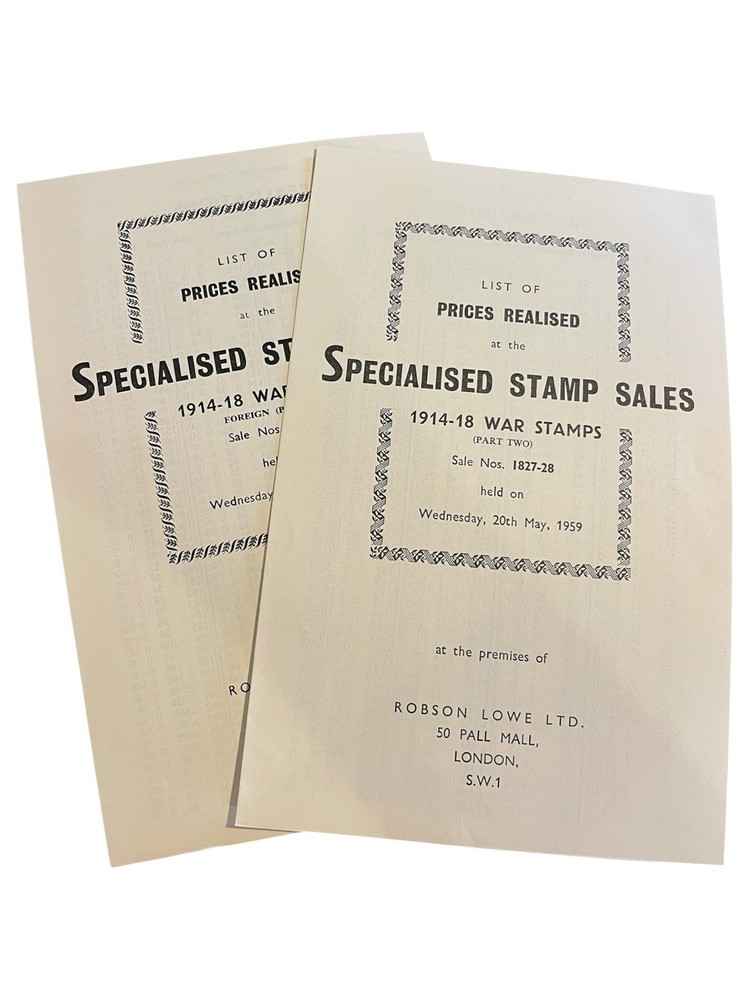 LIST OF
PRICES REALIS
at the
SPECIALISED ST
1914-18 WAR
FOREIGN (P
Sale Nos.
hel
Wednesday
RO
LIST OF
PRICES REALISED
at the
SPECIALISED STAMP SALES
1914-18 WAR STAMPS
(PART TWO)
Sale Nos. 1827-28
held on
Wednesday, 20th May, 1959
at the premises of
ROBSON LOWE LTD.
50 PALL MALL,
LONDON,
S.W.1